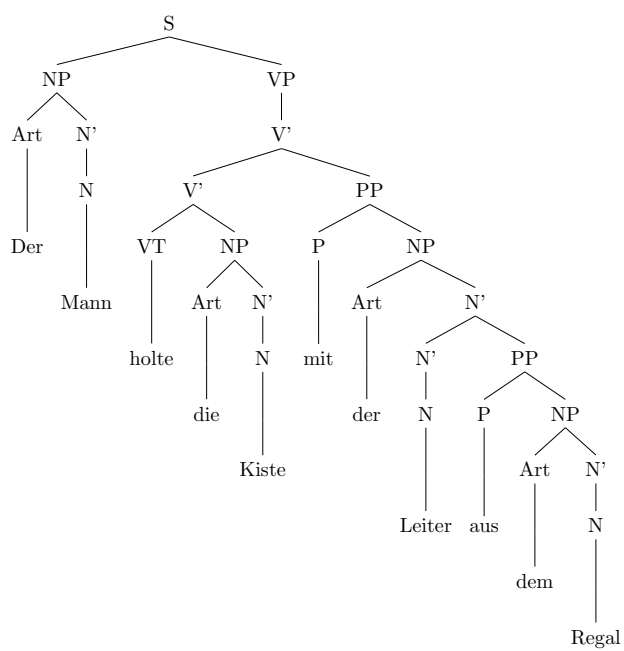 S
NP VP
Art N' V'
N V' PP
Der VT NP P NP
Mann Art N' Art N'
holte N mit N' PP
die der N P NP
Kiste Art N'
Leiter aus N
dem
Regal